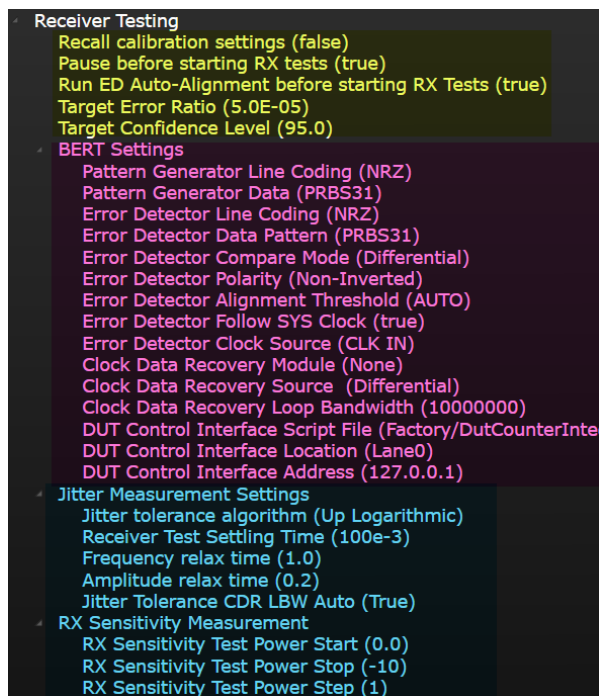 Receiver Testing
Recall calibration settings (false)
Pause before starting RX tests (true)
Run ED Auto-Alignment before starting RX Tests (true)
Target Error Ratio (5.0E-05)
Target Confidence Level (95.0)
BERT Settings
Pattern Generator Line Coding (NRZ)
Pattern Generator Data (PRBS31)
Error Detector Line Coding (NRZ)
Error Detector Data Pattern (PRBS31)
Error Detector Compare Mode (Differential)
Error Detector Polarity (Non-Inverted)
Error Detector Alignment Threshold (AUTO)
Error Detector Follow SYS Clock (true)
Error Detector Clock Source (CLK IN)
Clock Data Recovery Module (None)
Clock Data Recovery Source (Differential)
Clock Data Recovery Loop Bandwidth (10000000)
DUT Control Interface Script File (Factory/DutCounterInte
DUT Control Interface Location (Lane0)
DUT Control Interface Address (127.0.0.1)
Jitter Measurement Settings
Jitter tolerance algorithm (Up Logarithmic)
Receiver Test Settling Time (100e-3)
Frequency relax time (1.0)
Amplitude relax time (0.2)
Jitter Tolerance CDR LBW Auto (True)
RX Sensitivity Measurement
RX Sensitivity Test Power Start (0.0)
RX Sensitivity Test Power Stop (-10)
RX Sensitivity Test Power Step (1)